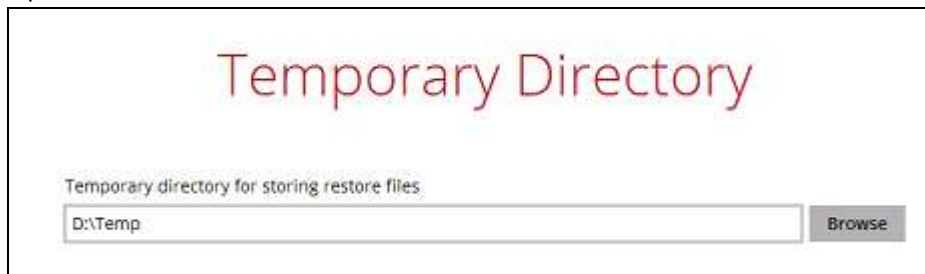 Temporary Directory
Temporary directory for storing restore files
D:\Temp
Browse